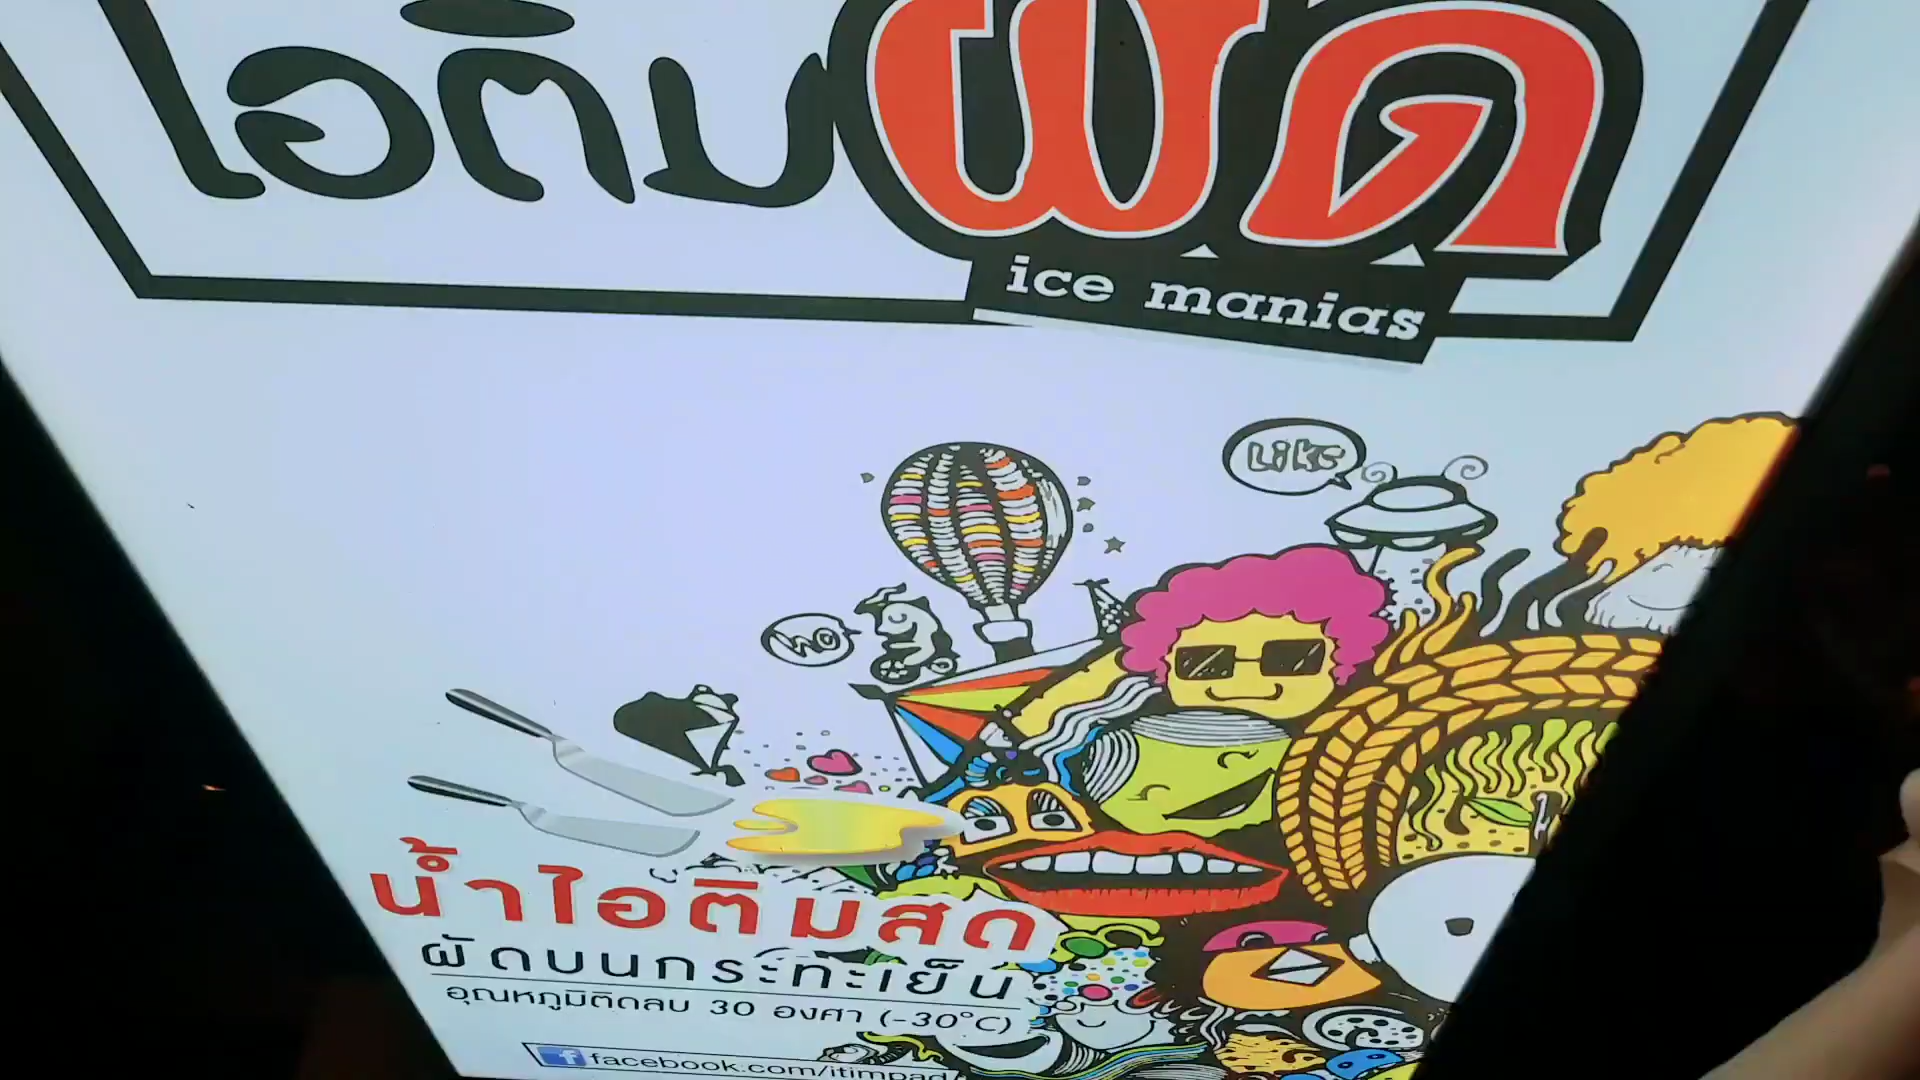 ไอติมผัด
ice manias
Like
wo
น้ำไอติมสด
ผัดบนกระทะเย็น
อุณหภูมิติดลบ 30 องศา (-30°C)
facebook.com/itimpad/